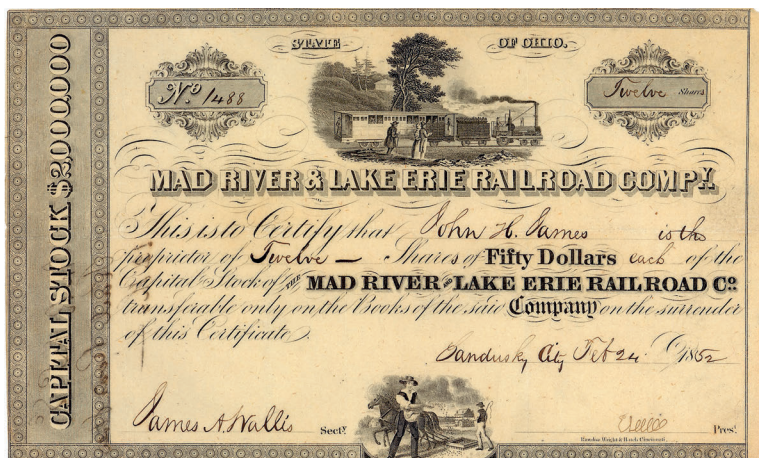 STATE OF OHIO.
Nº 1488
Twelve Shares
MAD RIVER & LAKE ERIE RAILROAD COMPY.
This is to Certify that John H. James is the
proprietor of Twelve — Shares of Fifty Dollars each of the
Capital Stock of THE MAD RIVER AND LAKE ERIE RAILROAD Cº.
transferable only on the Books of the said Company on the surrender
of this Certificate.
Sandusky City Feb 24 1852
James A Wallis Secty.
Prest.
CAPITAL STOCK $2,000,000